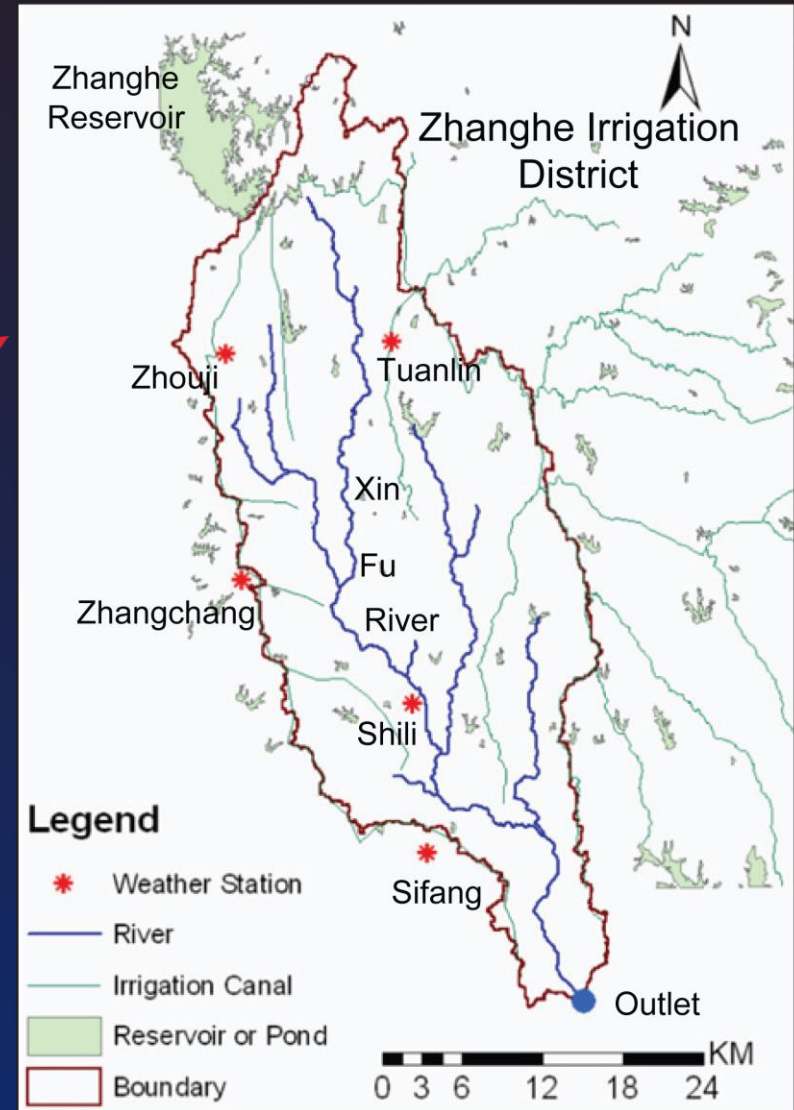 N
Zhanghe
Reservoir
Zhanghe Irrigation
District
Zhouji
Tuanlin
Xin
Fu
Zhangchang
River
Shili
Sifang
Outlet
Legend
Weather Station
River
Irrigation Canal
Reservoir or Pond
Boundary
KM
0 3 6 12 18 24